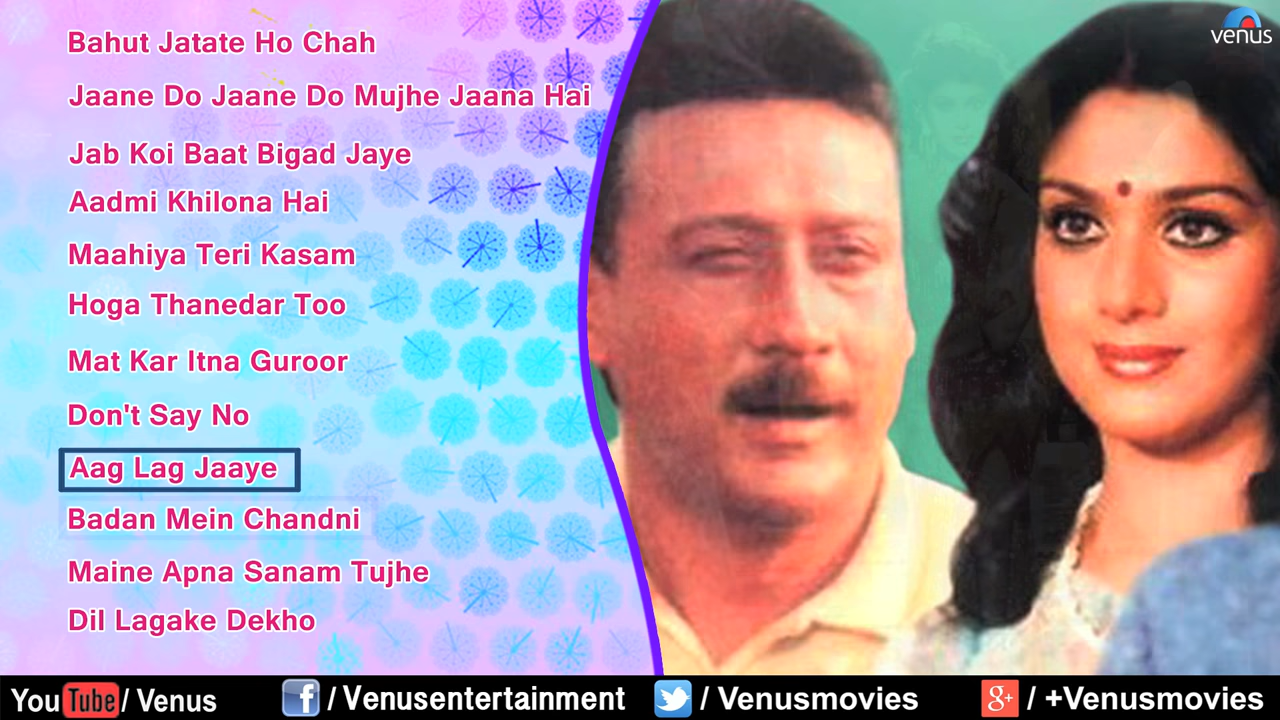 venus
Bahut Jatate Ho Chah
Jaane Do Jaane Do Mujhe Jaana Hai
Jab Koi Baat Bigad Jaye
Aadmi Khilona Hai
Maahiya Teri Kasam
Hoga Thanedar Too
Mat Kar Itna Guroor
Don't Say No
Aag Lag Jaaye
Badan Mein Chandni
Maine Apna Sanam Tujhe
Dil Lagake Dekho
YouTube / Venus
f / Venusentertainment
/ Venusmovies
g+ / +Venusmovies